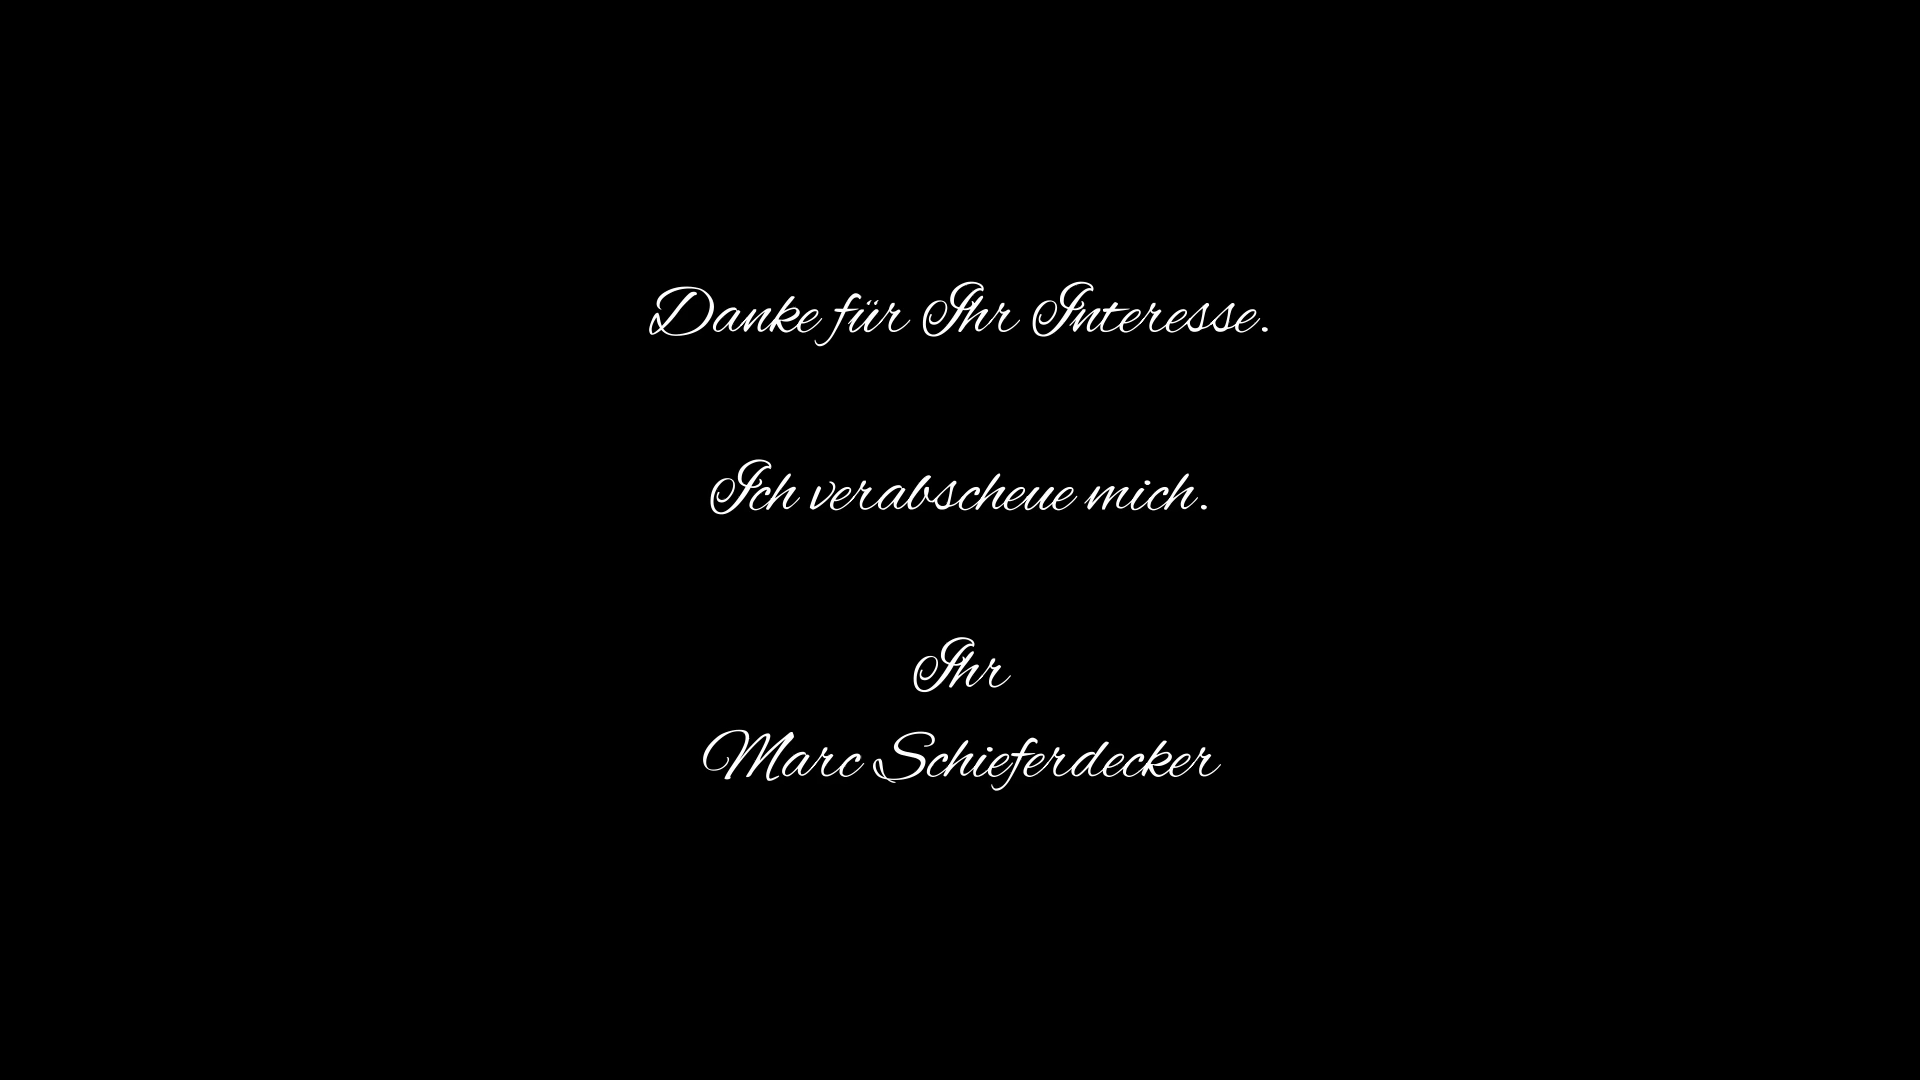 Danke für Ihr Interesse.
Ich verabscheue mich.
Ihr
Marc Schieferdecker